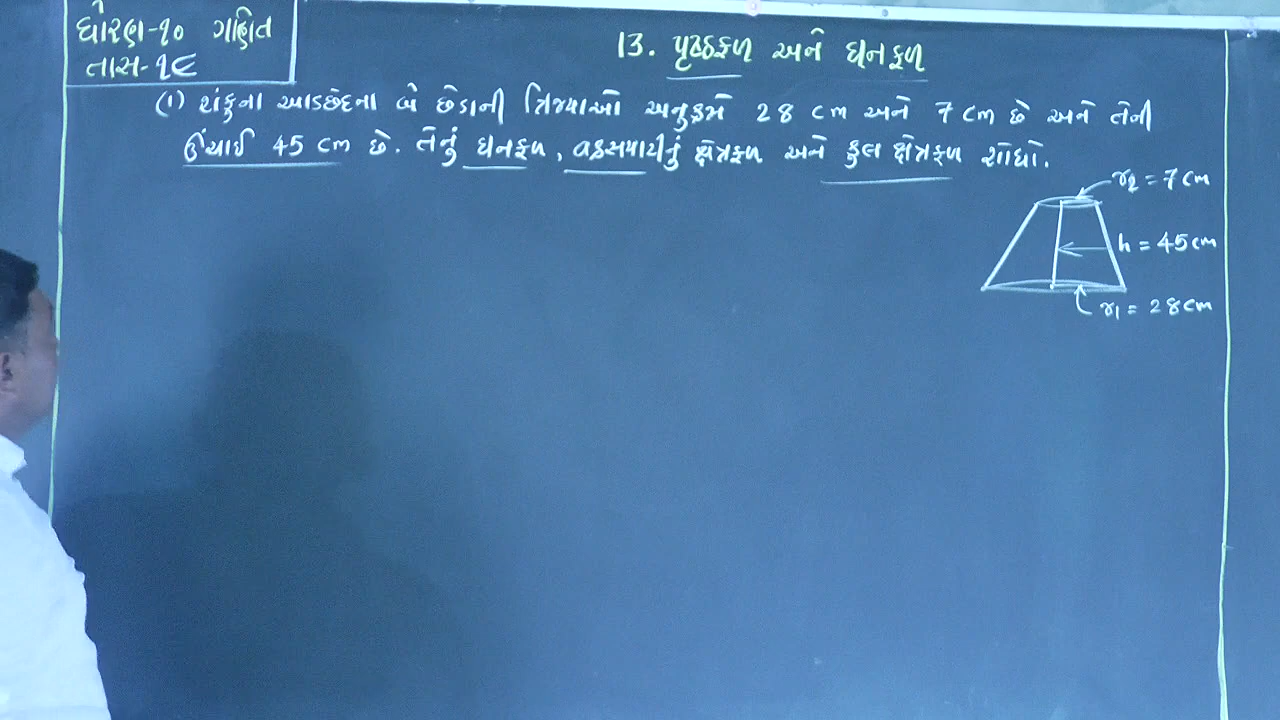 ધોરણ-૧૦ ગણિત
તાસ-૧૯
13. પૃષ્ઠફળ અને ઘનફળ
(૧) શંકુના આડછેદના બે છેડાની ત્રિજ્યાઓ અનુક્રમે 28 cm અને 7 cm છે અને તેની
ઊંચાઈ 45 cm છે. તેનું ઘનફળ, વક્રસપાટીનું ક્ષેત્રફળ અને કુલ ક્ષેત્રફળ શોધો.
r₂ = 7 cm
h = 45 cm
r₁ = 28 cm